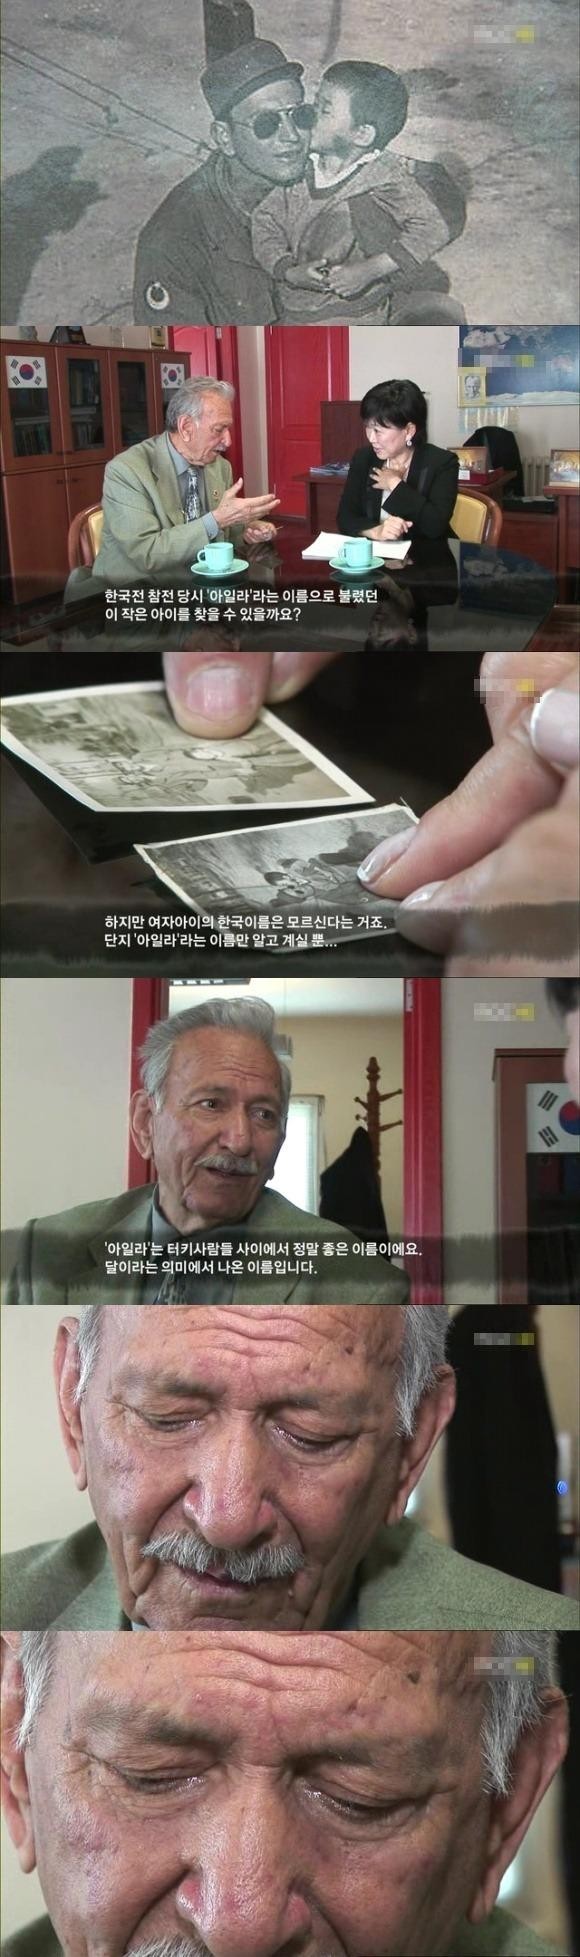 한국전 참전 당시 '아일라'라는 이름으로 불렸던
이 작은 아이를 찾을 수 있을까요?
하지만 여자아이의 한국이름은 모르신다는 거죠.
단지 '아일라'라는 이름만 알고 계실 뿐...
'아일라'는 터키사람들 사이에서 정말 좋은 이름이에요.
달이라는 의미에서 나온 이름입니다.